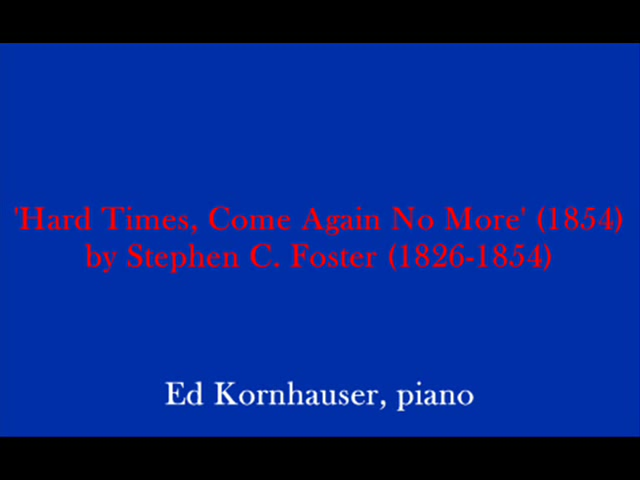 'Hard Times, Come Again No More' (1854)
by Stephen C. Foster (1826-1854)
Ed Kornhauser, piano